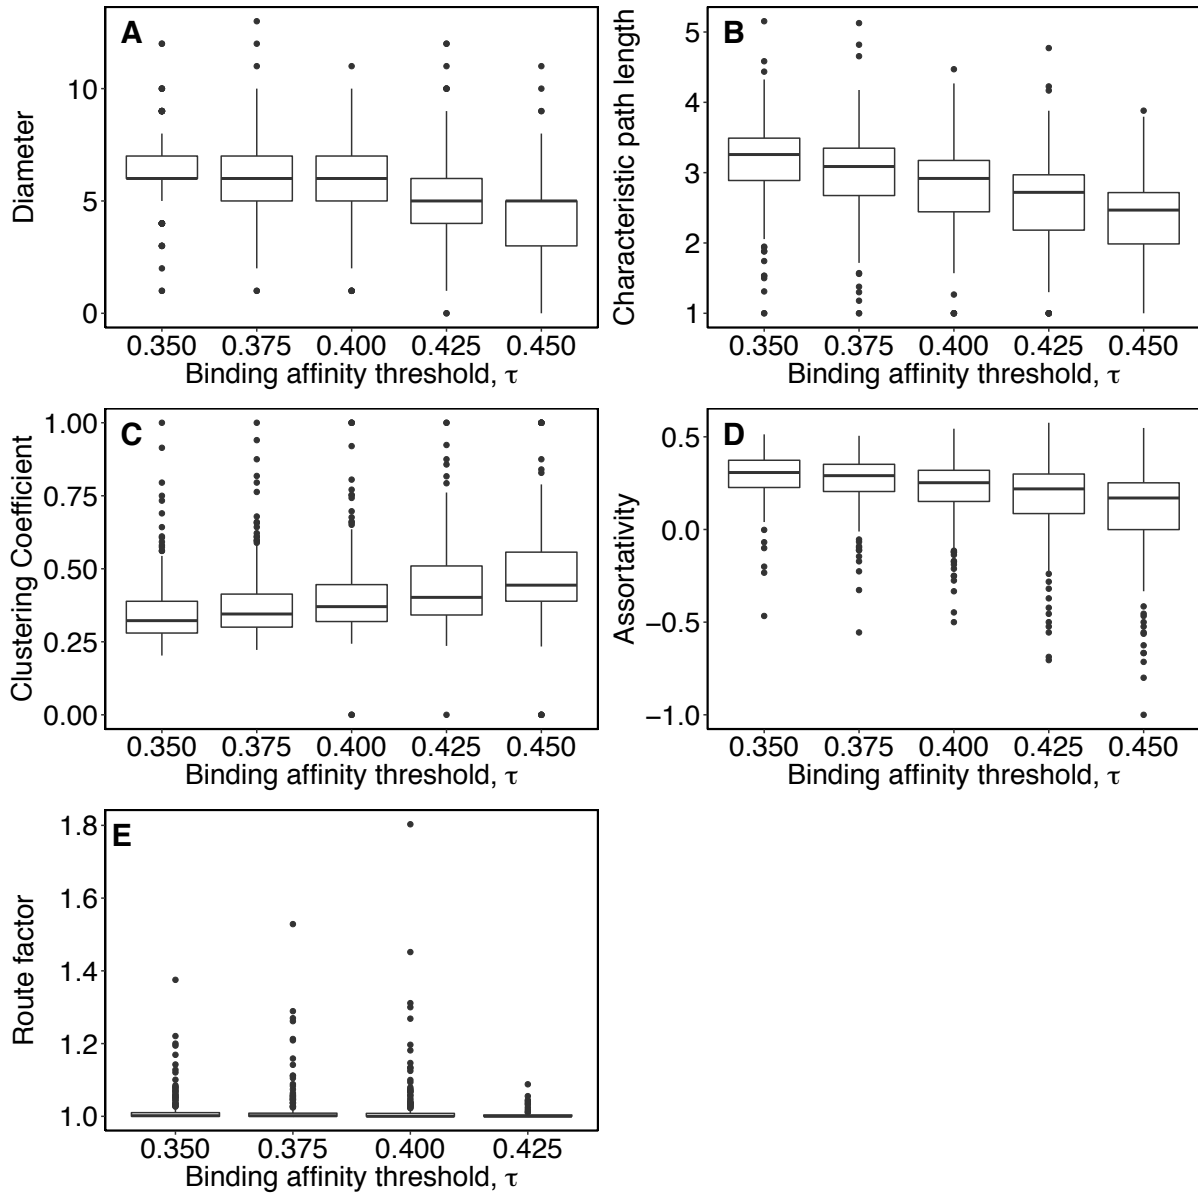 A
Diameter
10
5
0
0.350 0.375 0.400 0.425 0.450
Binding affinity threshold, τ
B
Characteristic path length
5
4
3
2
1
0.350 0.375 0.400 0.425 0.450
Binding affinity threshold, τ
C
Clustering Coefficient
1.00
0.75
0.50
0.25
0.00
0.350 0.375 0.400 0.425 0.450
Binding affinity threshold, τ
D
Assortativity
0.5
0.0
−0.5
−1.0
0.350 0.375 0.400 0.425 0.450
Binding affinity threshold, τ
E
Route factor
1.8
1.6
1.4
1.2
1.0
0.350 0.375 0.400 0.425
Binding affinity threshold, τ